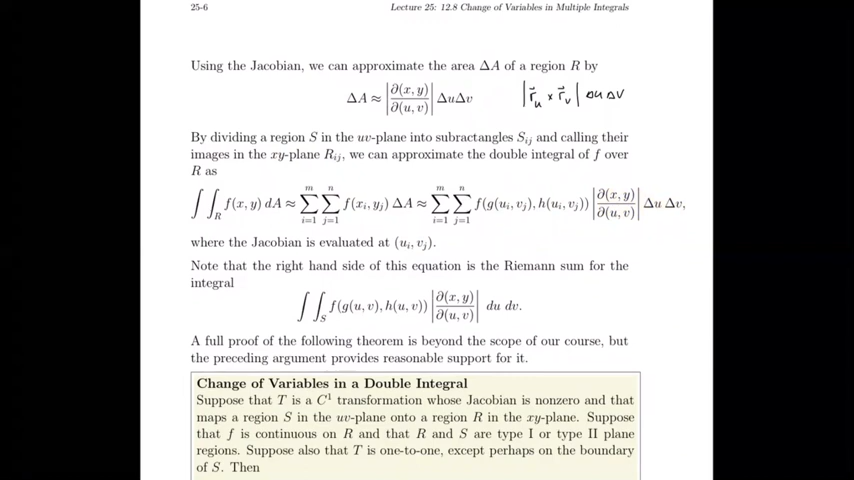 25-6 Lecture 25: 12.8 Change of Variables in Multiple Integrals
Using the Jacobian, we can approximate the area ΔA of a region R by
ΔA ≈ |∂(x, y)/∂(u, v)| ΔuΔv |r⃗ᵤ × r⃗ᵥ| Δu Δv
By dividing a region S in the uv-plane into subractangles Sᵢⱼ and calling their
images in the xy-plane Rᵢⱼ, we can approximate the double integral of f over
R as
∫∫_R f(x, y) dA ≈ ∑_{i=1}^{m} ∑_{j=1}^{n} f(xᵢ, yⱼ) ΔA ≈ ∑_{i=1}^{m} ∑_{j=1}^{n} f(g(uᵢ, vⱼ), h(uᵢ, vⱼ)) |∂(x, y)/∂(u, v)| Δu Δv,
where the Jacobian is evaluated at (uᵢ, vⱼ).
Note that the right hand side of this equation is the Riemann sum for the
integral
∫∫_S f(g(u, v), h(u, v)) |∂(x, y)/∂(u, v)| du dv.
A full proof of the following theorem is beyond the scope of our course, but
the preceding argument provides reasonable support for it.
Change of Variables in a Double Integral
Suppose that T is a C¹ transformation whose Jacobian is nonzero and that
maps a region S in the uv-plane onto a region R in the xy-plane. Suppose
that f is continuous on R and that R and S are type I or type II plane
regions. Suppose also that T is one-to-one, except perhaps on the boundary
of S. Then